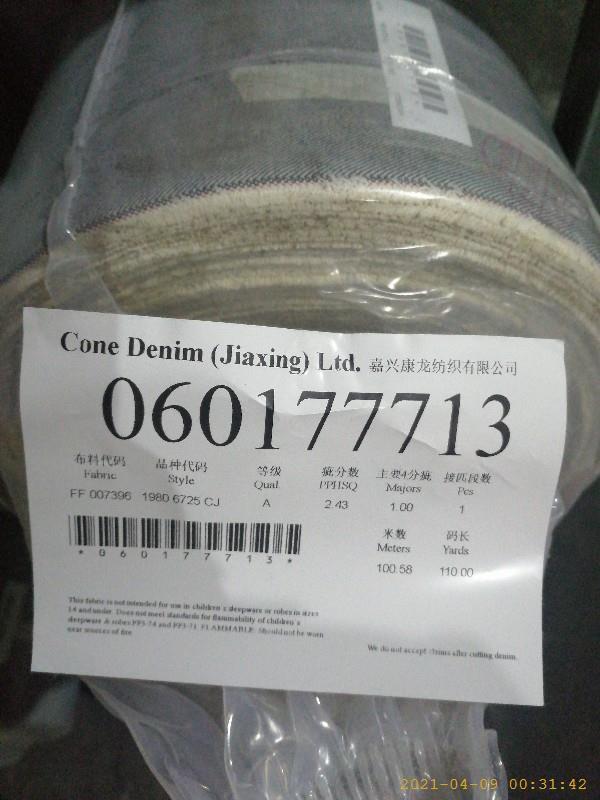 Cone Denim (Jiaxing) Ltd. 嘉兴康龙纺织有限公司
060177713
布料代码 品种代码 等级 疵分数 主要4分疵 接匹段数
Fabric Style Qual. PPHSQ Majors Pcs
FF 007396 1980 6725 CJ A 2.43 1.00 1
米数 码长
Meters Yards
100.58 110.00
*060177713*
This fabric is not intended for use in children's sleepware or robes in sizes
14 and under. Does not meet standards for flammability of children's
sleepware & robes FF3-74 and FF3-71. FLAMMABLE: Should not be worn
near sources of fire
We do not accept claims after cutting denim.
2021-04-09 00:31:42